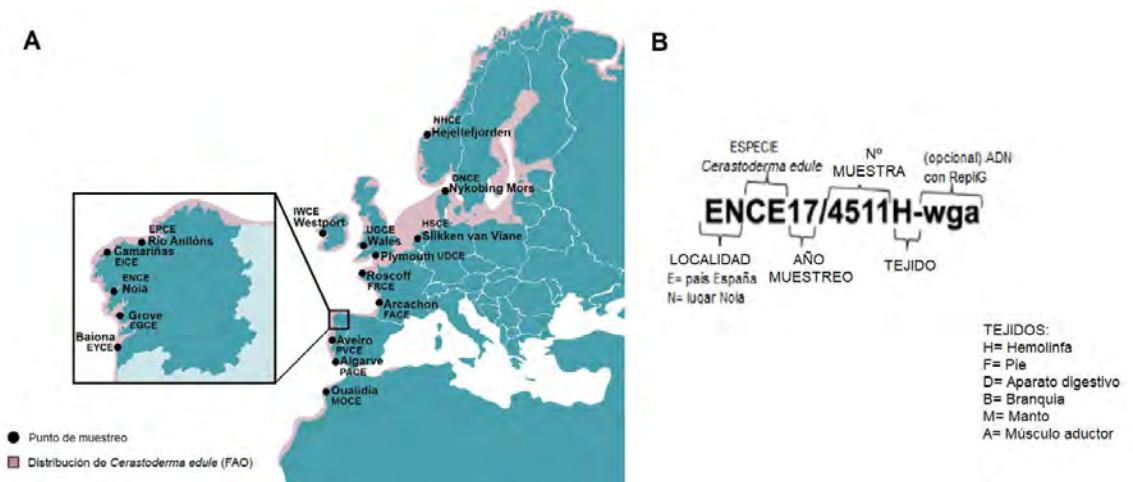 A
NHCE
Hejeltefjorden
DNCE
Nykobing Mors
IWCE
Westport
UGCE
Wales
HSCE
Slikken van Viane
Plymouth UDCE
Roscoff
FRCE
Arcachon
FACE
Aveiro
PVCE
Algarve
PACE
Oualidia
MOCE
EPCE
Río Anllóns
Camariñas
EICE
ENCE
Noia
Grove
EGCE
Baiona
EYCE
Punto de muestreo
Distribución de Cerastoderma edule (FAO)
B
ESPECIE
Cerastoderma edule
Nº
MUESTRA
(opcional) ADN
con RepliG
ENCE17/4511H-wga
LOCALIDAD
E= país España
N= lugar Noia
AÑO
MUESTREO
TEJIDO
TEJIDOS:
H= Hemolinfa
F= Pie
D= Aparato digestivo
B= Branquia
M= Manto
A= Músculo aductor